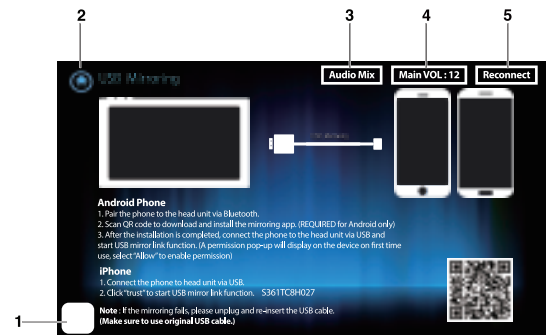 2 3 4 5
USB Mirroring Audio Mix Main VOL : 12 Reconnect
Android Phone
1. Pair the phone to the head unit via Bluetooth.
2. Scan QR code to download and install the mirroring app. (REQUIRED for Android only)
3. After the installation is completed, connect the phone to the head unit via USB and
start USB mirror link function. (A permission pop-up will display on the device on first time
use, select "Allow" to enable permission)
iPhone
1. Connect the phone to head unit via USB.
2. Click "trust" to start USB mirror link function. S361TC8H027
Note : If the mirroring fails, please unplug and re-insert the USB cable.
1 (Make sure to use original USB cable.)